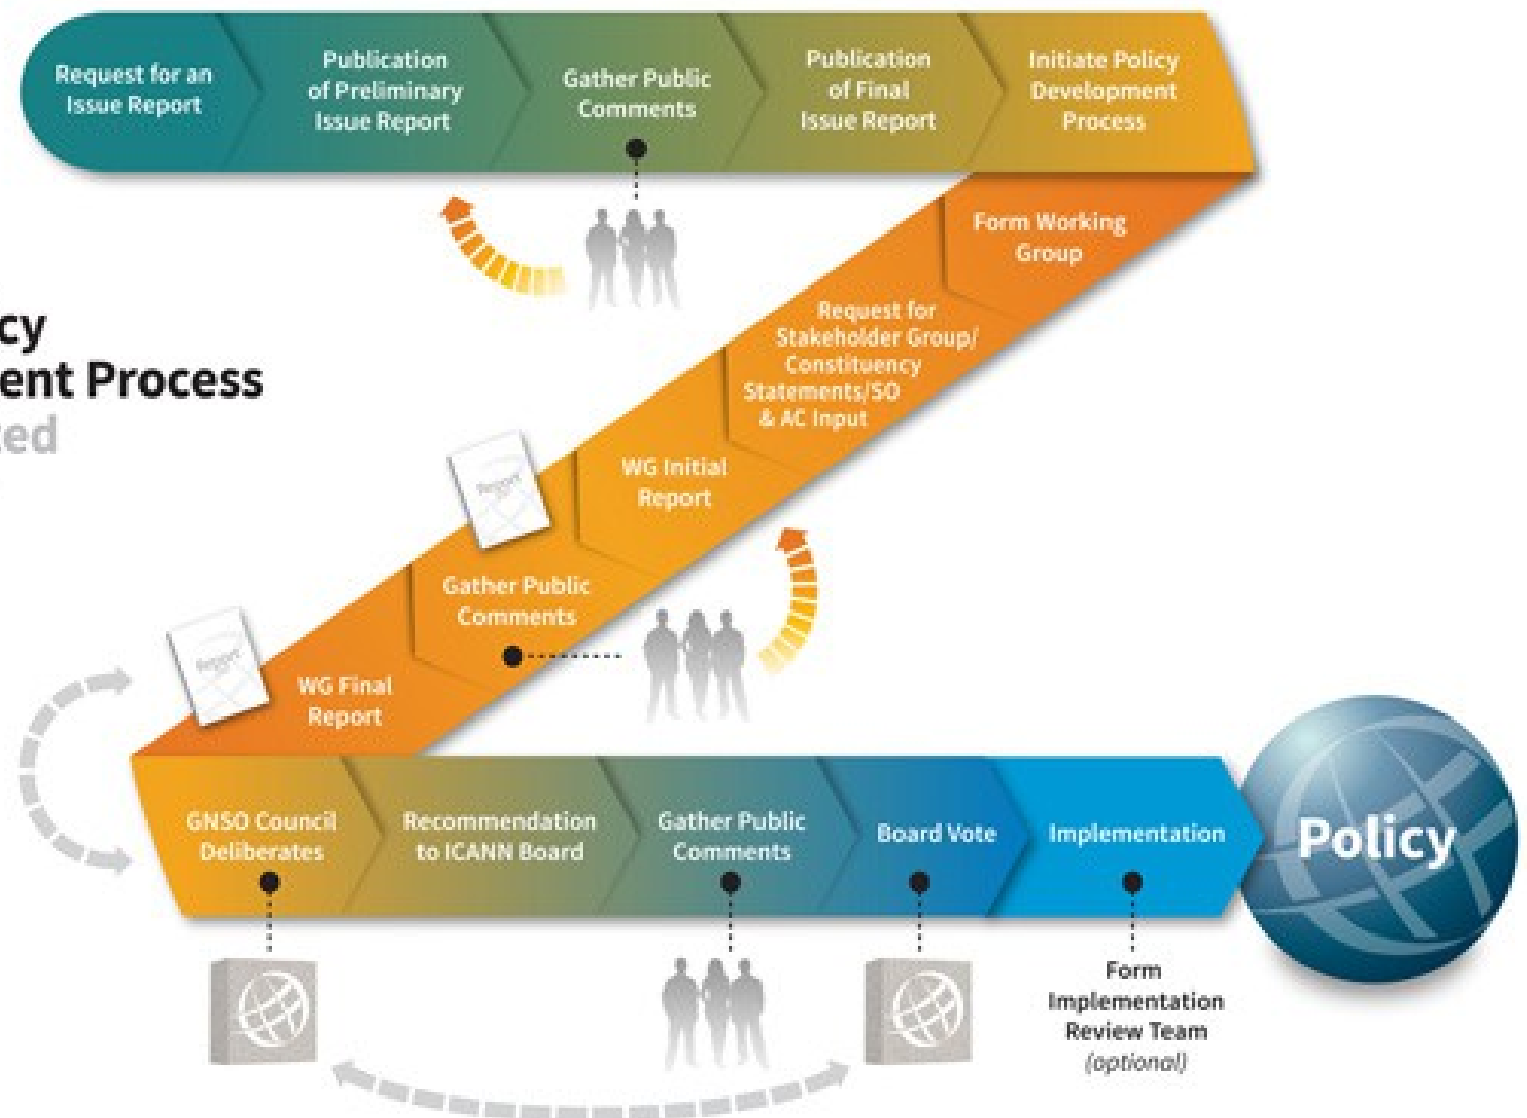 Request for an
Issue Report
Publication
of Preliminary
Issue Report
Gather Public
Comments
Publication
of Final
Issue Report
Initiate Policy
Development
Process
Form Working
Group
Request for
Stakeholder Group/
Constituency
Statements/SO
& AC Input
cy
ent Process
ed
WG Initial
Report
Report
Gather Public
Comments
Report
WG Final
Report
GNSO Council
Deliberates
Recommendation
to ICANN Board
Gather Public
Comments
Board Vote
Implementation
Policy
Form
Implementation
Review Team
(optional)